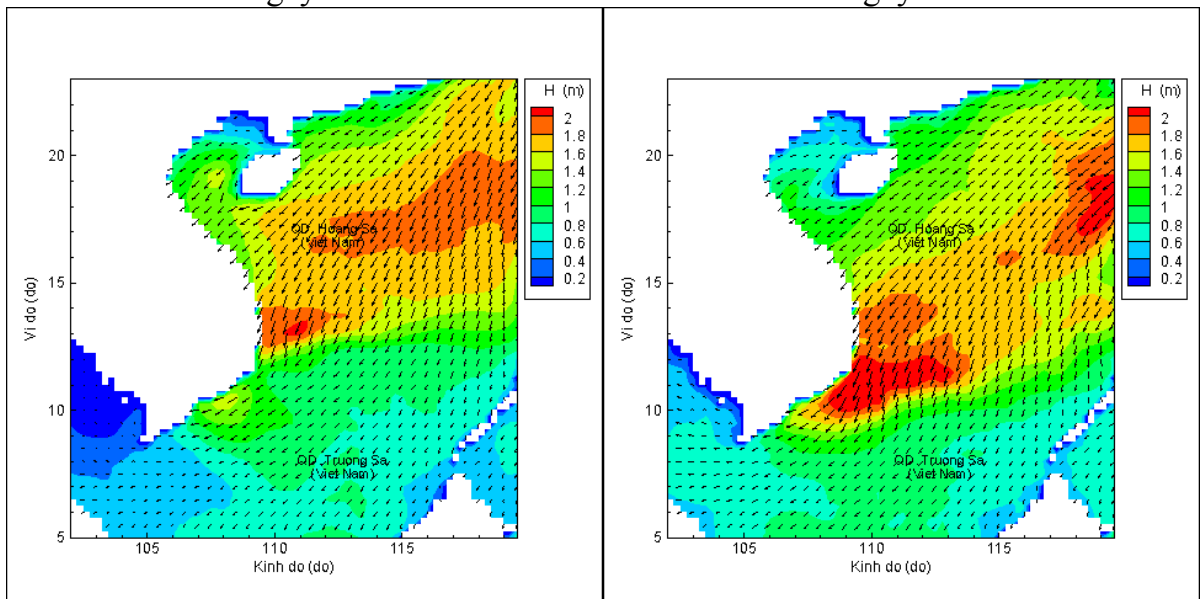 H (m)
2
1.8
1.6
1.4
1.2
1
0.8
0.6
0.4
0.2
20
15
10
5
Vi do (do)
QD. Hoang Sa
(Viet Nam)
QD. Truong Sa
(Viet Nam)
105
110
115
Kinh do (do)
H (m)
2
1.8
1.6
1.4
1.2
1
0.8
0.6
0.4
0.2
20
15
10
5
Vi do (do)
QD. Hoang Sa
(Viet Nam)
QD. Truong Sa
(Viet Nam)
105
110
115
Kinh do (do)